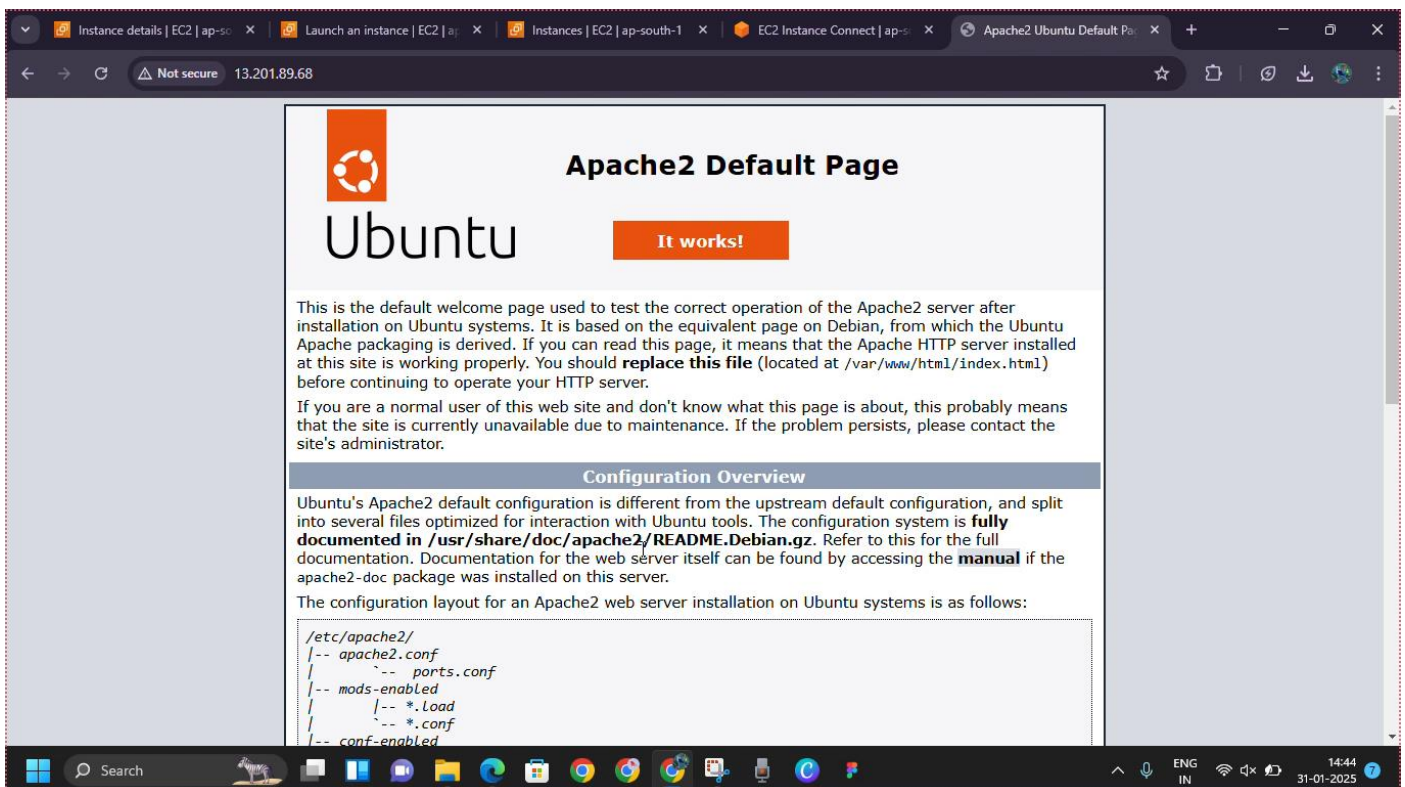 Instance details | EC2 | ap-so
Launch an instance | EC2 | ap
Instances | EC2 | ap-south-1
EC2 Instance Connect | ap-s
Apache2 Ubuntu Default Pa
Not secure 13.201.89.68
Apache2 Default Page
Ubuntu
It works!
This is the default welcome page used to test the correct operation of the Apache2 server after
installation on Ubuntu systems. It is based on the equivalent page on Debian, from which the Ubuntu
Apache packaging is derived. If you can read this page, it means that the Apache HTTP server installed
at this site is working properly. You should replace this file (located at /var/www/html/index.html)
before continuing to operate your HTTP server.
If you are a normal user of this web site and don't know what this page is about, this probably means
that the site is currently unavailable due to maintenance. If the problem persists, please contact the
site's administrator.
Configuration Overview
Ubuntu's Apache2 default configuration is different from the upstream default configuration, and split
into several files optimized for interaction with Ubuntu tools. The configuration system is fully
documented in /usr/share/doc/apache2/README.Debian.gz. Refer to this for the full
documentation. Documentation for the web server itself can be found by accessing the manual if the
apache2-doc package was installed on this server.
The configuration layout for an Apache2 web server installation on Ubuntu systems is as follows:
/etc/apache2/
|-- apache2.conf
|       `--  ports.conf
|-- mods-enabled
|       |-- *.load
|       `-- *.conf
|-- conf-enabled
Search
ENG
IN
14:44
31-01-2025
7